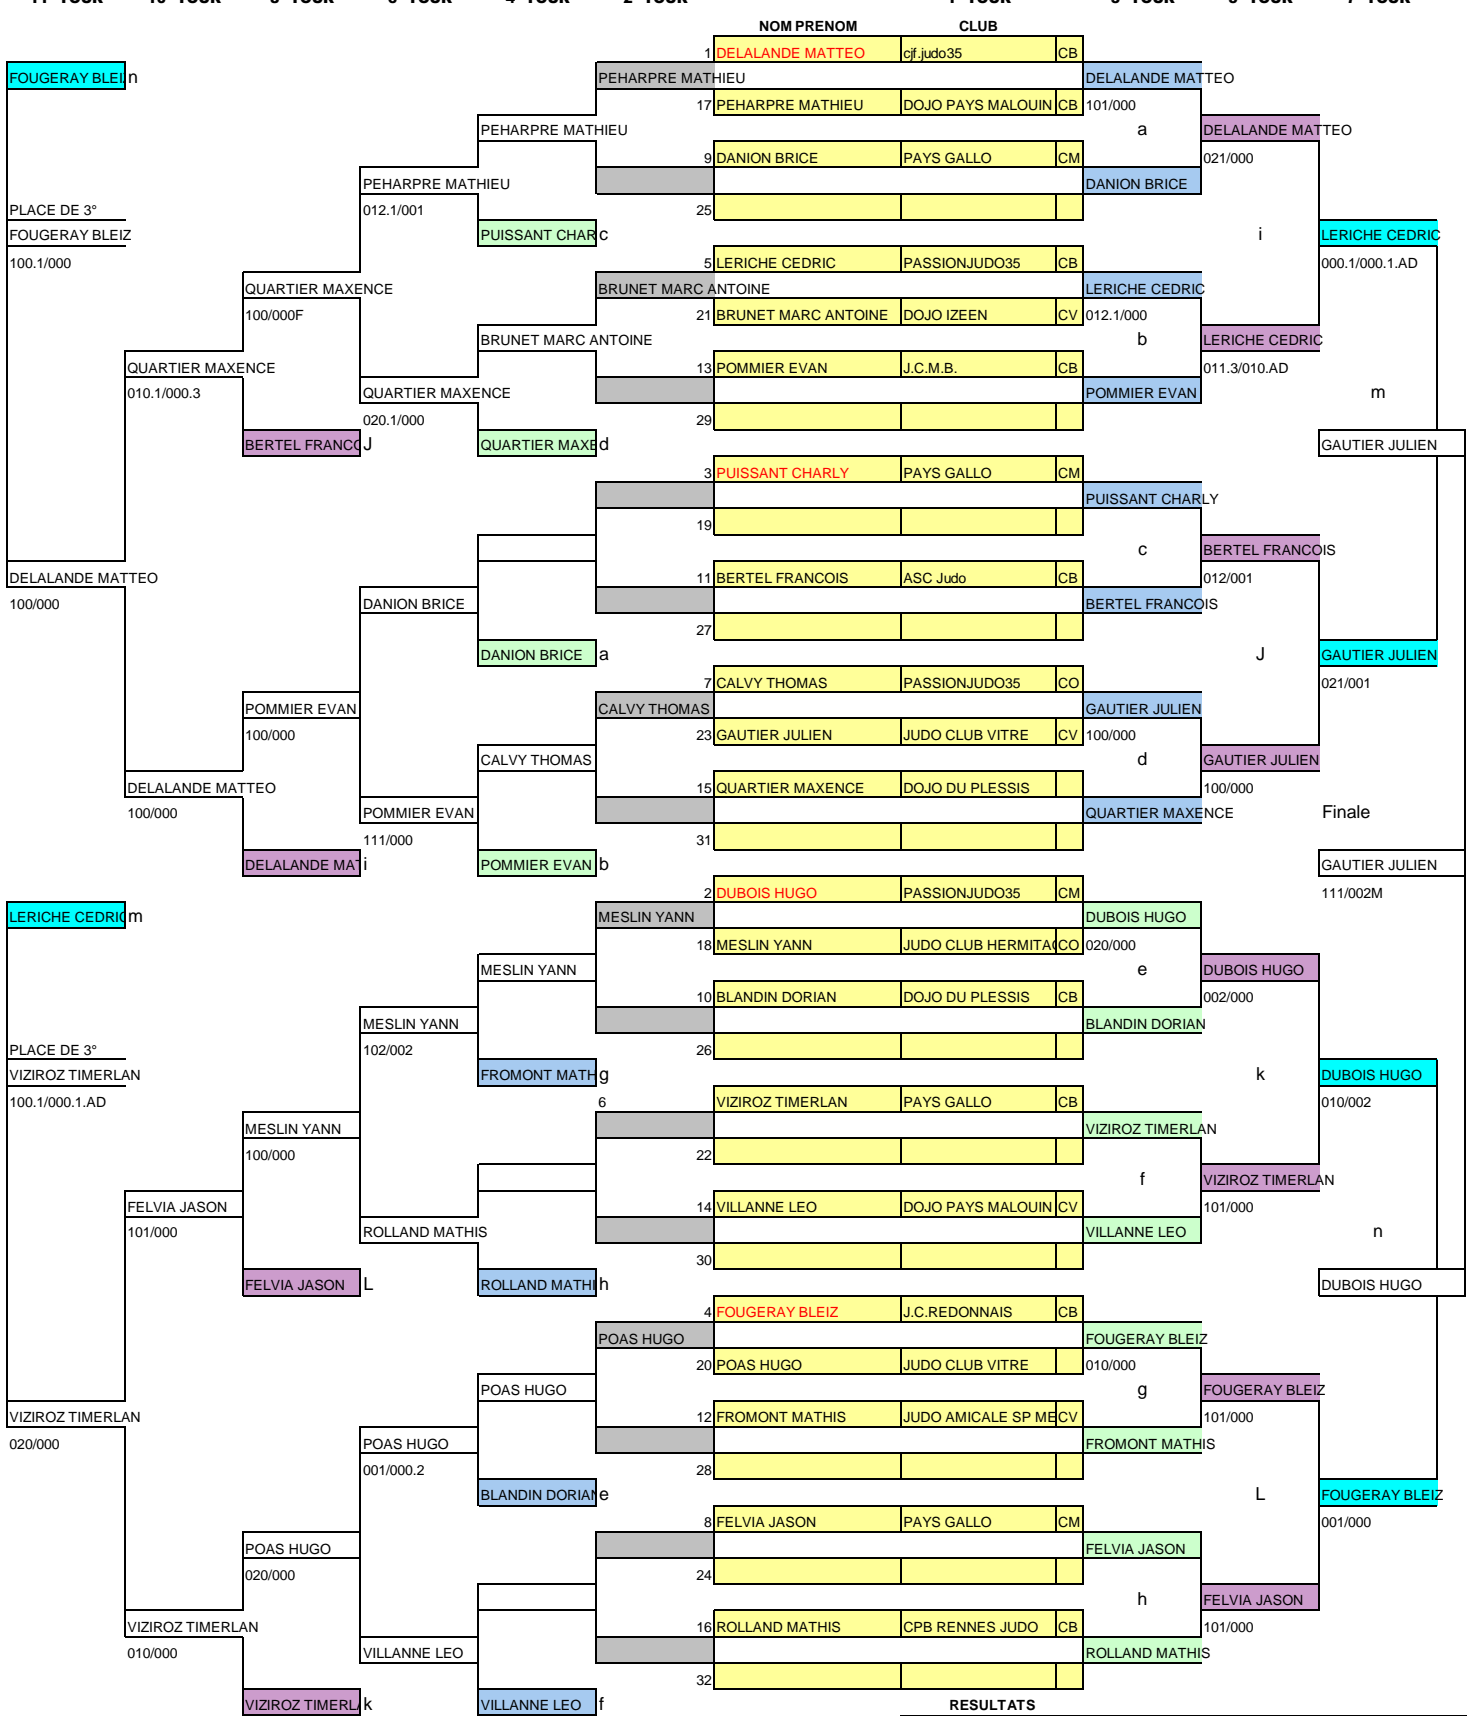 NOM PRENOM CLUB
1 DELALANDE MATTEO cjf.judo35 CB
FOUGERAY BLEI n PEHARPRE MATHIEU DELALANDE MATTEO
17 PEHARPRE MATHIEU DOJO PAYS MALOUIN CB 101/000
PEHARPRE MATHIEU a DELALANDE MATTEO
9 DANION BRICE PAYS GALLO CM 021/000
PEHARPRE MATHIEU DANION BRICE
PLACE DE 3° 012.1/001 25
FOUGERAY BLEIZ PUISSANT CHAR c i LERICHE CEDRIC
100.1/000 5 LERICHE CEDRIC PASSIONJUDO35 CB 000.1/000.1.AD
QUARTIER MAXENCE BRUNET MARC ANTOINE LERICHE CEDRIC
100/000F 21 BRUNET MARC ANTOINE DOJO IZEEN CV 012.1/000
BRUNET MARC ANTOINE b LERICHE CEDRIC
QUARTIER MAXENCE 13 POMMIER EVAN J.C.M.B. CB 011.3/010.AD
010.1/000.3 QUARTIER MAXENCE POMMIER EVAN m
020.1/000 29
BERTEL FRANCO J QUARTIER MAXE d GAUTIER JULIEN
3 PUISSANT CHARLY PAYS GALLO CM
PUISSANT CHARLY
19
c BERTEL FRANCOIS
DELALANDE MATTEO 11 BERTEL FRANCOIS ASC Judo CB 012/001
100/000 DANION BRICE BERTEL FRANCOIS
27
DANION BRICE a J GAUTIER JULIEN
7 CALVY THOMAS PASSIONJUDO35 CO 021/001
POMMIER EVAN CALVY THOMAS GAUTIER JULIEN
100/000 23 GAUTIER JULIEN JUDO CLUB VITRE CV 100/000
CALVY THOMAS d GAUTIER JULIEN
DELALANDE MATTEO 15 QUARTIER MAXENCE DOJO DU PLESSIS 100/000
100/000 POMMIER EVAN QUARTIER MAXENCE Finale
111/000 31
DELALANDE MAT i POMMIER EVAN b GAUTIER JULIEN
2 DUBOIS HUGO PASSIONJUDO35 CM 111/002M
LERICHE CEDRIC m MESLIN YANN DUBOIS HUGO
18 MESLIN YANN JUDO CLUB HERMITA CO 020/000
MESLIN YANN e DUBOIS HUGO
10 BLANDIN DORIAN DOJO DU PLESSIS CB 002/000
MESLIN YANN BLANDIN DORIAN
PLACE DE 3° 102/002 26
VIZIROZ TIMERLAN FROMONT MATH g k DUBOIS HUGO
100.1/000.1.AD 6 VIZIROZ TIMERLAN PAYS GALLO CB 010/002
MESLIN YANN VIZIROZ TIMERLAN
100/000 22
f VIZIROZ TIMERLAN
FELVIA JASON 14 VILLANNE LEO DOJO PAYS MALOUIN CV 101/000
101/000 ROLLAND MATHIS VILLANNE LEO n
30
FELVIA JASON L ROLLAND MATHI h DUBOIS HUGO
4 FOUGERAY BLEIZ J.C.REDONNAIS CB
POAS HUGO FOUGERAY BLEIZ
20 POAS HUGO JUDO CLUB VITRE 010/000
POAS HUGO g FOUGERAY BLEIZ
VIZIROZ TIMERLAN 12 FROMONT MATHIS JUDO AMICALE SP ME CV 101/000
020/000 POAS HUGO FROMONT MATHIS
001/000.2 28
BLANDIN DORIAN e L FOUGERAY BLEIZ
8 FELVIA JASON PAYS GALLO CM 001/000
POAS HUGO FELVIA JASON
020/000 24
h FELVIA JASON
VIZIROZ TIMERLAN 16 ROLLAND MATHIS CPB RENNES JUDO CB 101/000
010/000 VILLANNE LEO ROLLAND MATHIS
32
VIZIROZ TIMERL k VILLANNE LEO f RESULTATS